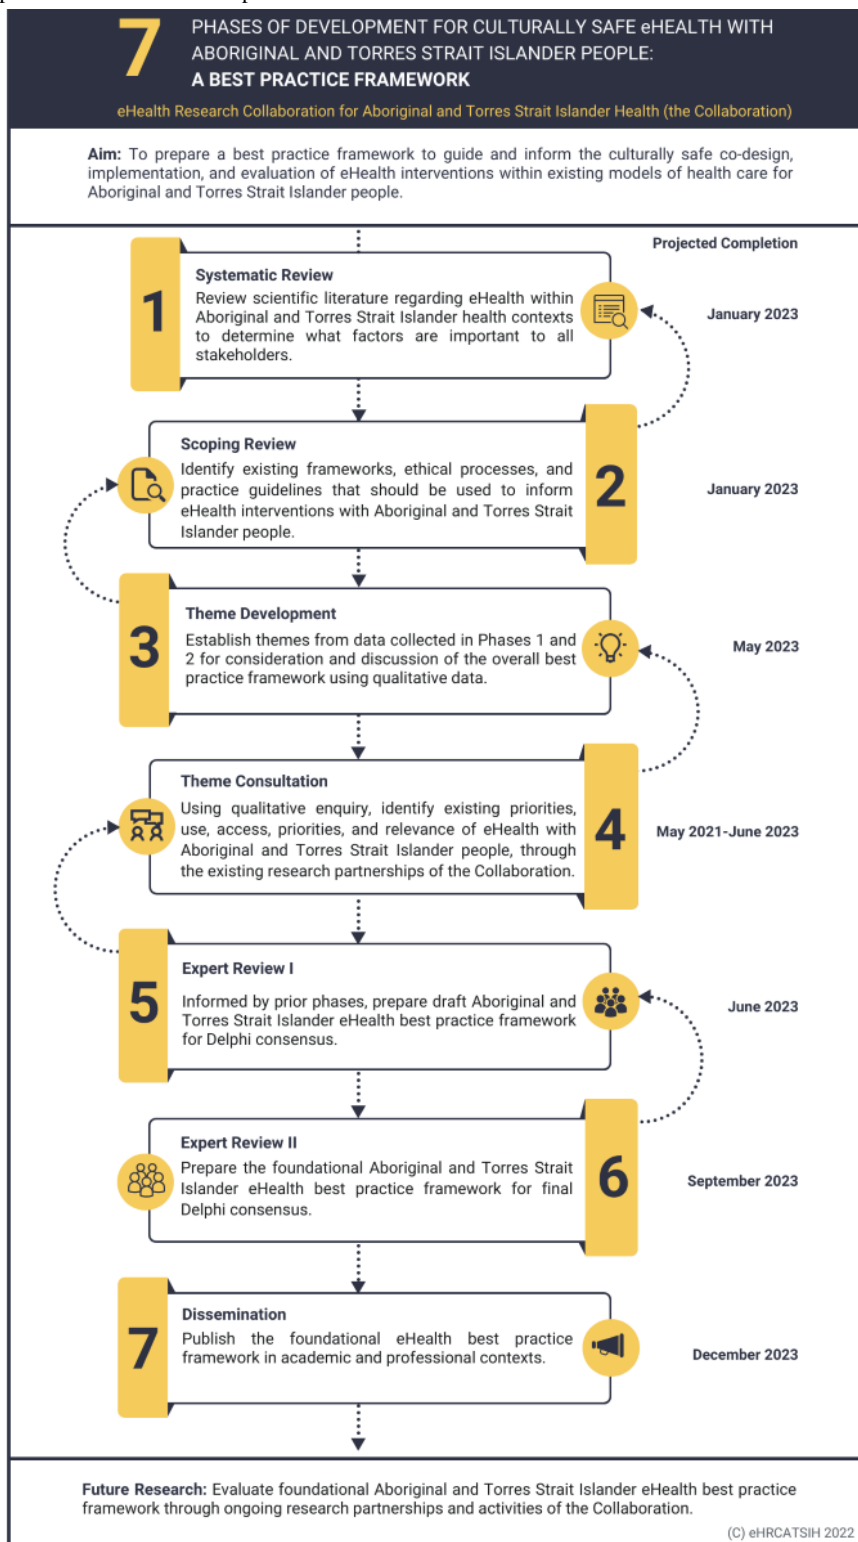 7
PHASES OF DEVELOPMENT FOR CULTURALLY SAFE eHEALTH WITH
ABORIGINAL AND TORRES STRAIT ISLANDER PEOPLE:
A BEST PRACTICE FRAMEWORK
eHealth Research Collaboration for Aboriginal and Torres Strait Islander Health (the Collaboration)
Aim: To prepare a best practice framework to guide and inform the culturally safe co-design,
implementation, and evaluation of eHealth interventions within existing models of health care for
Aboriginal and Torres Strait Islander people.
Projected Completion
1
Systematic Review
Review scientific literature regarding eHealth within
Aboriginal and Torres Strait Islander health contexts
to determine what factors are important to all
stakeholders.
January 2023
Scoping Review
Identify existing frameworks, ethical processes, and
practice guidelines that should be used to inform
eHealth interventions with Aboriginal and Torres Strait
Islander people.
2
January 2023
3
Theme Development
Establish themes from data collected in Phases 1 and
2 for consideration and discussion of the overall best
practice framework using qualitative data.
May 2023
Theme Consultation
Using qualitative enquiry, identify existing priorities,
use, access, priorities, and relevance of eHealth with
Aboriginal and Torres Strait Islander people, through
the existing research partnerships of the Collaboration.
4
May 2021-June 2023
5
Expert Review I
Informed by prior phases, prepare draft Aboriginal and
Torres Strait Islander eHealth best practice framework
for Delphi consensus.
June 2023
Expert Review II
Prepare the foundational Aboriginal and Torres Strait
Islander eHealth best practice framework for final
Delphi consensus.
6
September 2023
7
Dissemination
Publish the foundational eHealth best practice
framework in academic and professional contexts.
December 2023
Future Research: Evaluate foundational Aboriginal and Torres Strait Islander eHealth best practice
framework through ongoing research partnerships and activities of the Collaboration.
(C) eHRCATSIH 2022